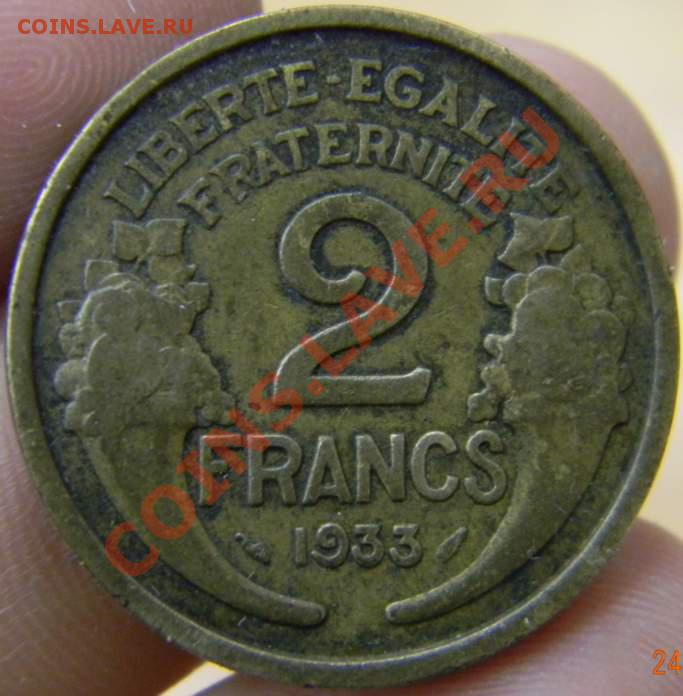 COINS.LAVE.RU
LIBERTE-EGALITE
FRATERNITE
2
FRANCS
1933
COINS.LAVE.RU
24